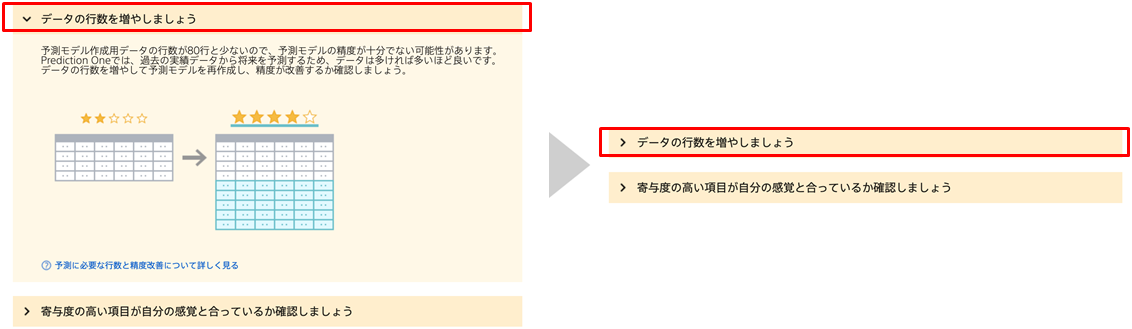 データの行数を増やしましょう
予測モデル作成用データの行数が80行と少ないので、予測モデルの精度が十分でない可能性があります。
Prediction Oneでは、過去の実績データから将来を予測するため、データは多ければ多いほど良いです。
データの行数を増やして予測モデルを再作成し、精度が改善するか確認しましょう。
予測に必要な行数と精度改善について詳しく見る
寄与度の高い項目が自分の感覚と合っているか確認しましょう
データの行数を増やしましょう
寄与度の高い項目が自分の感覚と合っているか確認しましょう